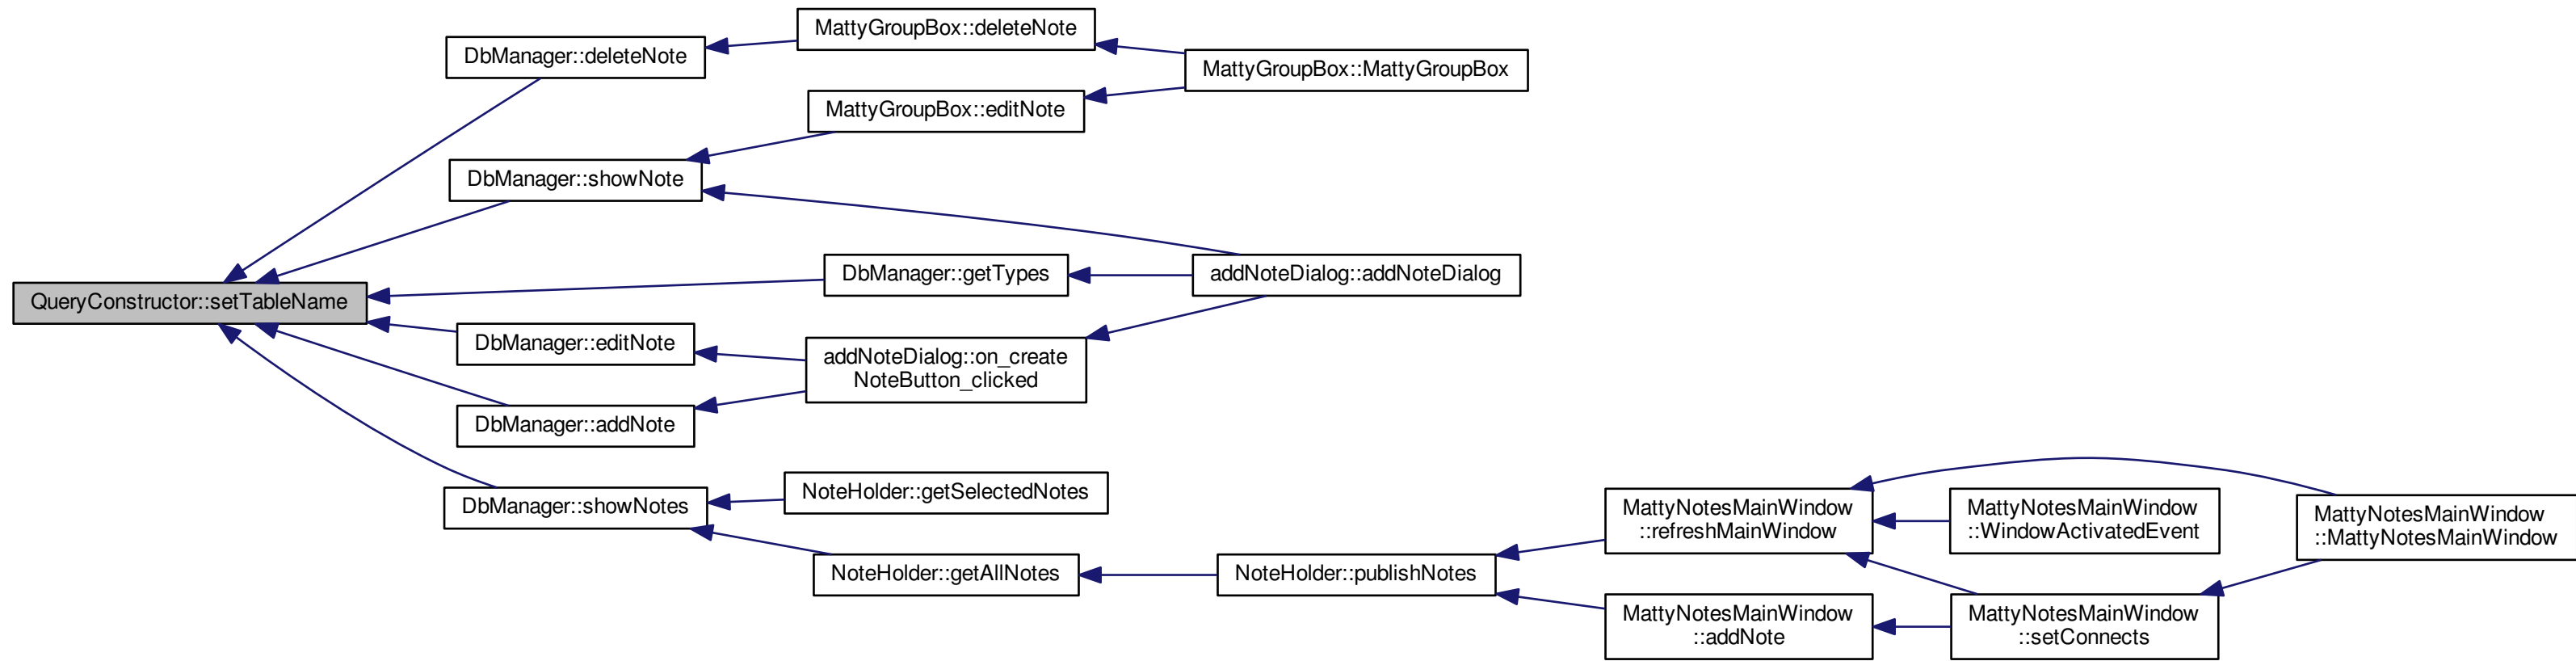 QueryConstructor::setTableName
DbManager::deleteNote
MattyGroupBox::deleteNote
MattyGroupBox::MattyGroupBox
MattyGroupBox::editNote
DbManager::showNote
DbManager::getTypes
addNoteDialog::addNoteDialog
DbManager::editNote
addNoteDialog::on_create
NoteButton_clicked
DbManager::addNote
DbManager::showNotes
NoteHolder::getSelectedNotes
NoteHolder::getAllNotes
NoteHolder::publishNotes
MattyNotesMainWindow
::refreshMainWindow
MattyNotesMainWindow
::WindowActivatedEvent
MattyNotesMainWindow
::MattyNotesMainWindow
MattyNotesMainWindow
::addNote
MattyNotesMainWindow
::setConnects